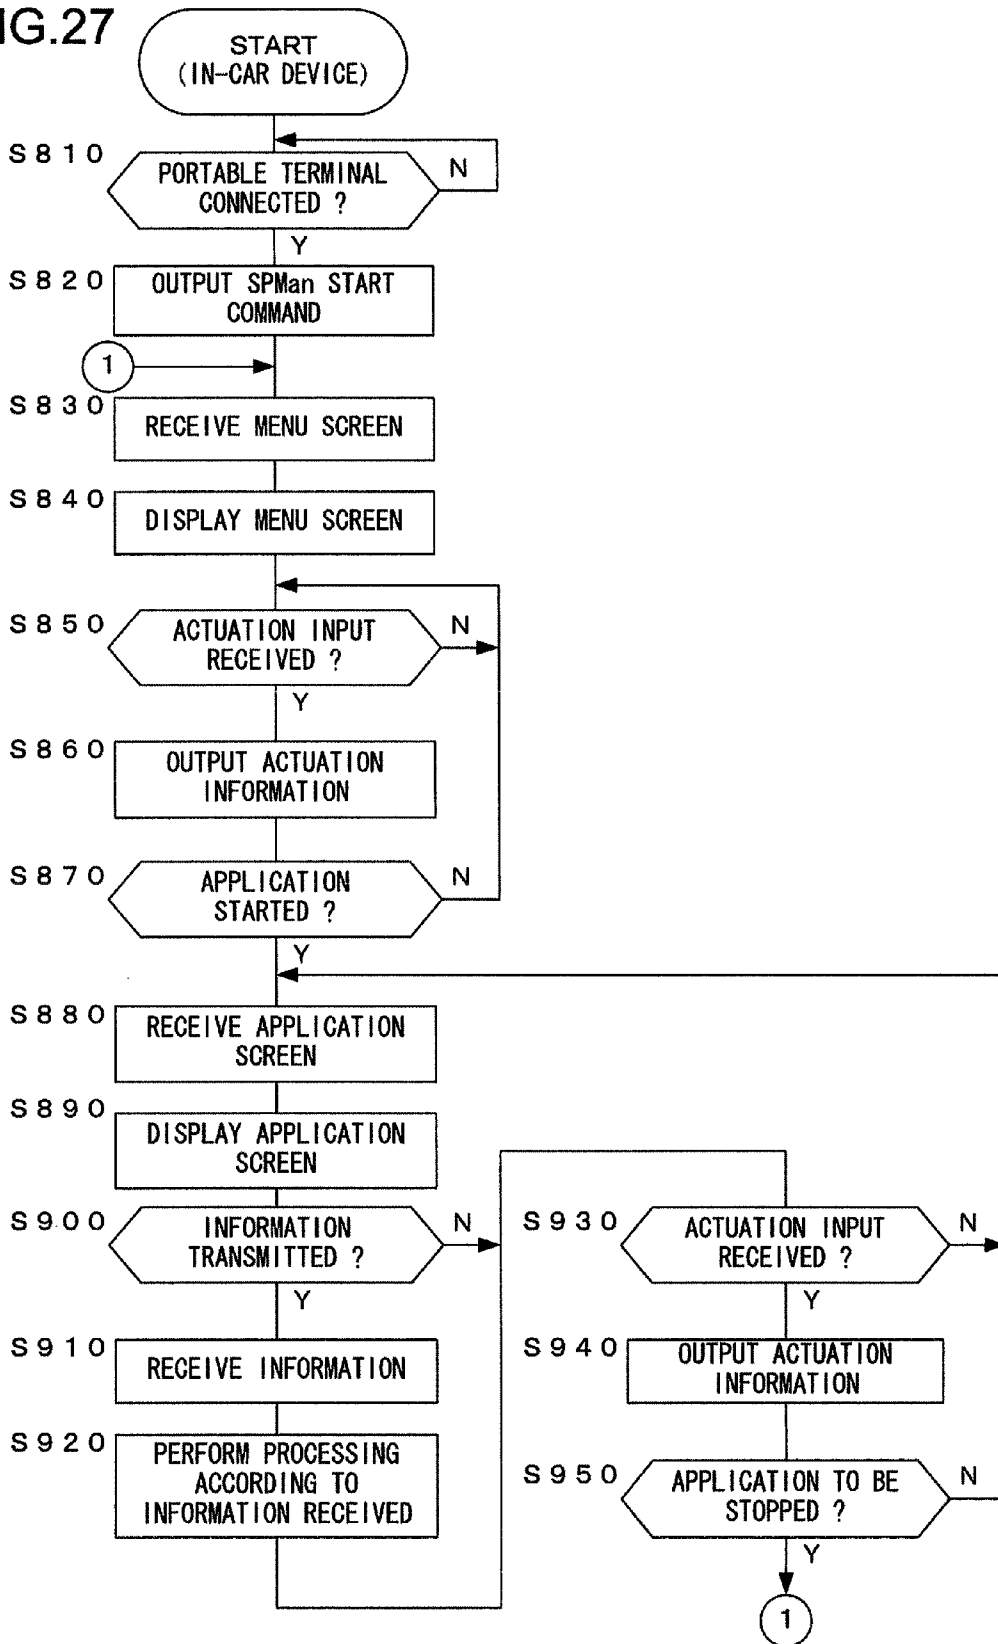 IG.27
START
(IN-CAR DEVICE)
S810
PORTABLE TERMINAL
CONNECTED ?
N
Y
S820
OUTPUT SPMan START
COMMAND
1
S830
RECEIVE MENU SCREEN
S840
DISPLAY MENU SCREEN
S850
ACTUATION INPUT
RECEIVED ?
N
Y
S860
OUTPUT ACTUATION
INFORMATION
S870
APPLICATION
STARTED ?
N
Y
S880
RECEIVE APPLICATION
SCREEN
S890
DISPLAY APPLICATION
SCREEN
S900
INFORMATION
TRANSMITTED ?
N
Y
S910
RECEIVE INFORMATION
S920
PERFORM PROCESSING
ACCORDING TO
INFORMATION RECEIVED
S930
ACTUATION INPUT
RECEIVED ?
N
Y
S940
OUTPUT ACTUATION
INFORMATION
S950
APPLICATION TO BE
STOPPED ?
N
Y
1